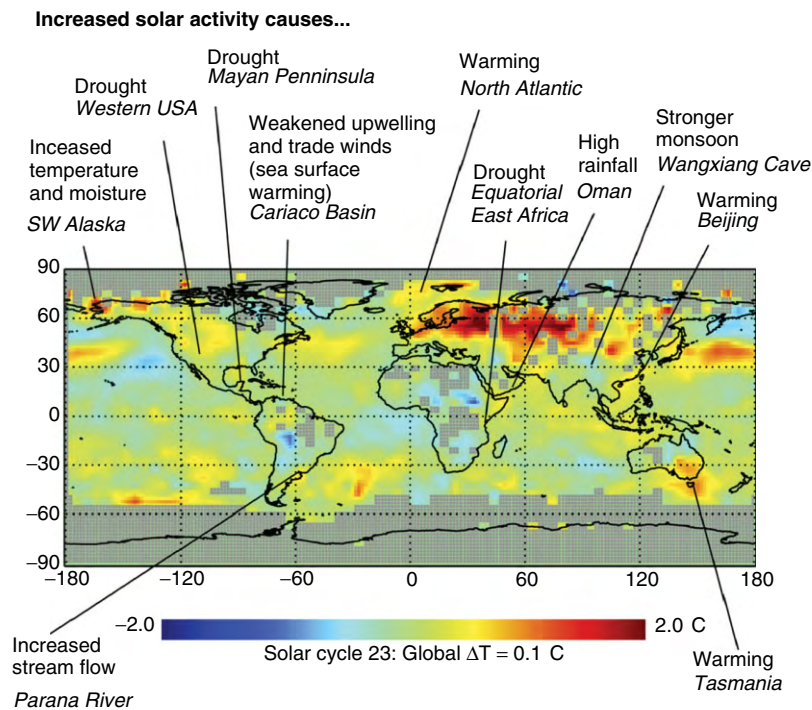 Increased solar activity causes...
Drought
Mayan Penninsula
Warming
North Atlantic
Drought
Western USA
Stronger
monsoon
Wangxiang Cave
Weakened upwelling
and trade winds
(sea surface
warming)
Cariaco Basin
High
rainfall
Oman
Inceased
temperature
and moisture
SW Alaska
Drought
Equatorial
East Africa
Warming
Beijing
90
60
30
0
−30
−60
−90
−180
−120
−60
0
60
120
180
−2.0
2.0 C
Solar cycle 23: Global ΔT = 0.1 C
Increased
stream flow
Parana River
Warming
Tasmania